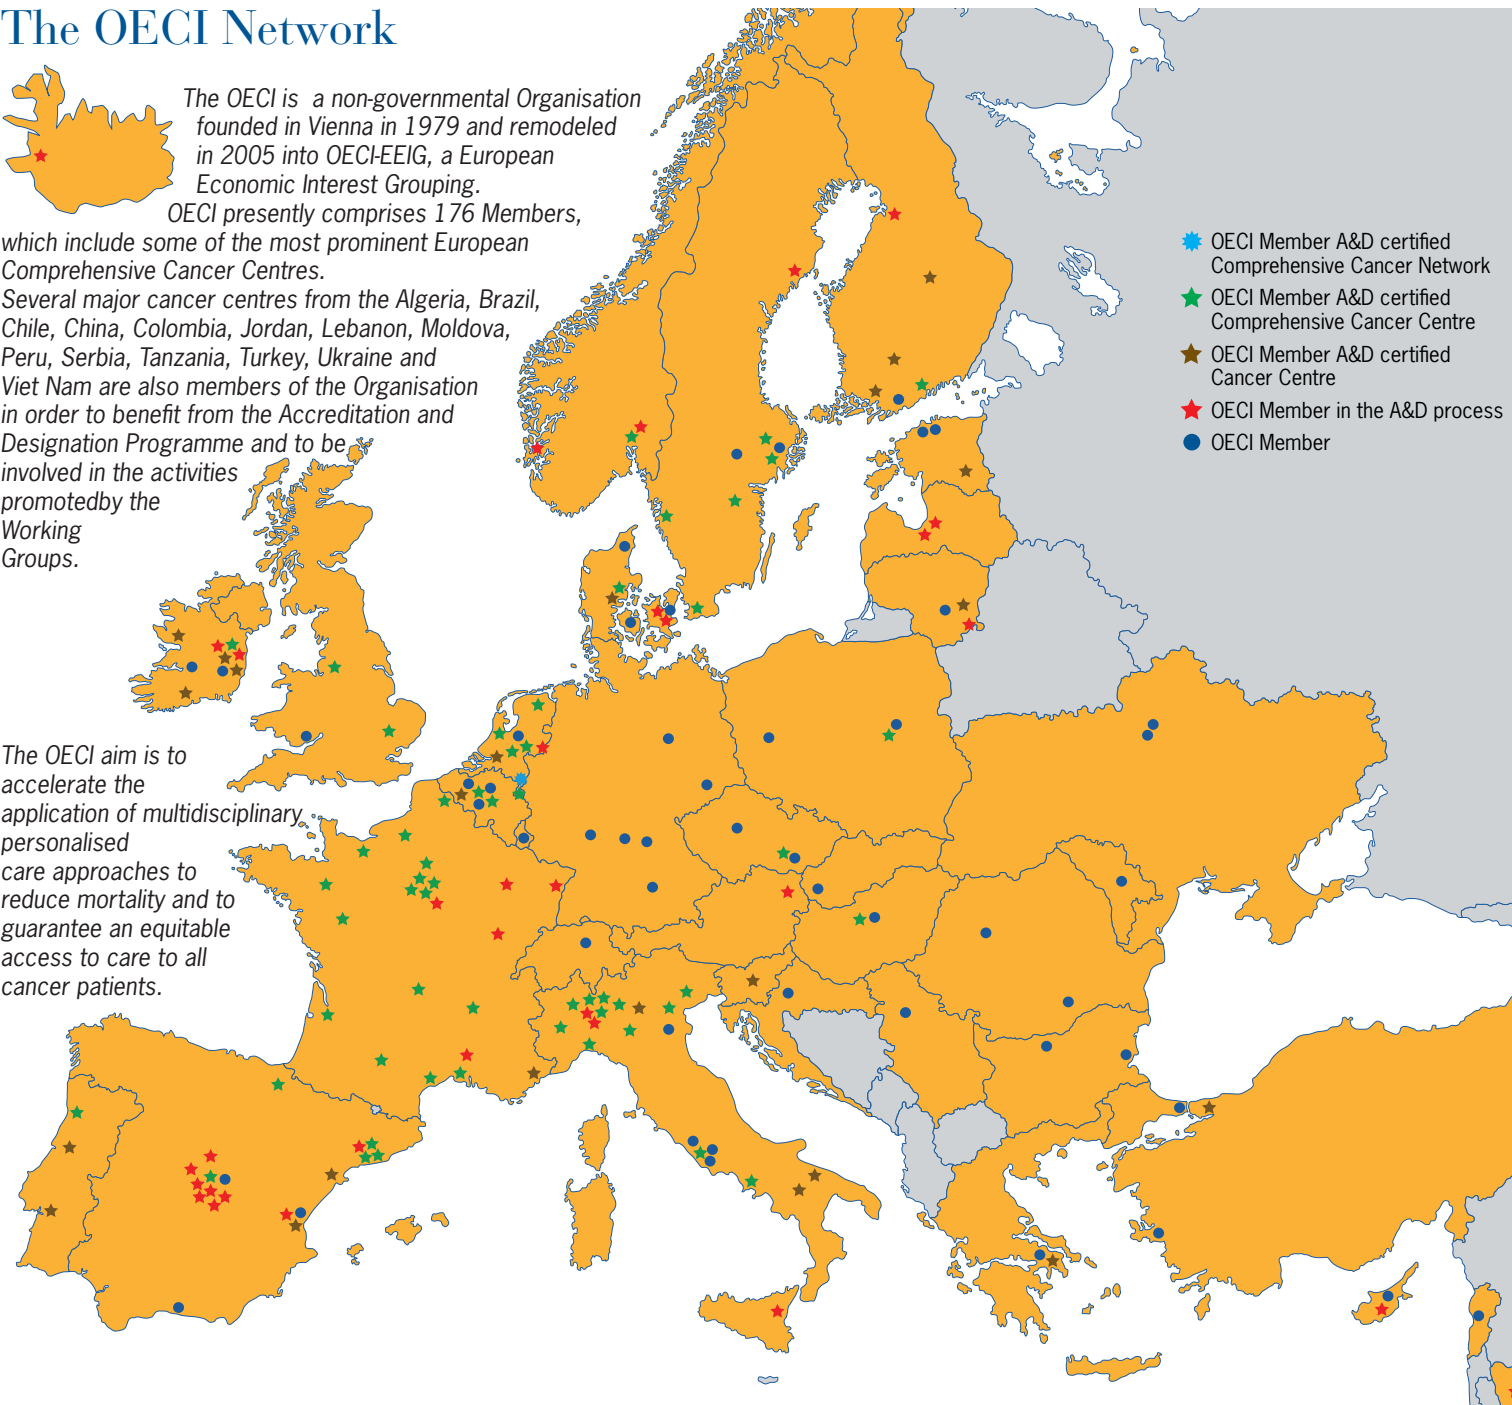 The OECI Network
The OECI is a non-governmental Organisation
founded in Vienna in 1979 and remodeled
in 2005 into OECI-EEIG, a European
Economic Interest Grouping.
OECI presently comprises 176 Members,
which include some of the most prominent European
Comprehensive Cancer Centres.
Several major cancer centres from the Algeria, Brazil,
Chile, China, Colombia, Jordan, Lebanon, Moldova,
Peru, Serbia, Tanzania, Turkey, Ukraine and
Viet Nam are also members of the Organisation
in order to benefit from the Accreditation and
Designation Programme and to be
involved in the activities
promotedby the
Working
Groups.
The OECI aim is to
accelerate the
application of multidisciplinary
personalised
care approaches to
reduce mortality and to
guarantee an equitable
access to care to all
cancer patients.
OECI Member A&D certified
Comprehensive Cancer Network
OECI Member A&D certified
Comprehensive Cancer Centre
OECI Member A&D certified
Cancer Centre
OECI Member in the A&D process
OECI Member